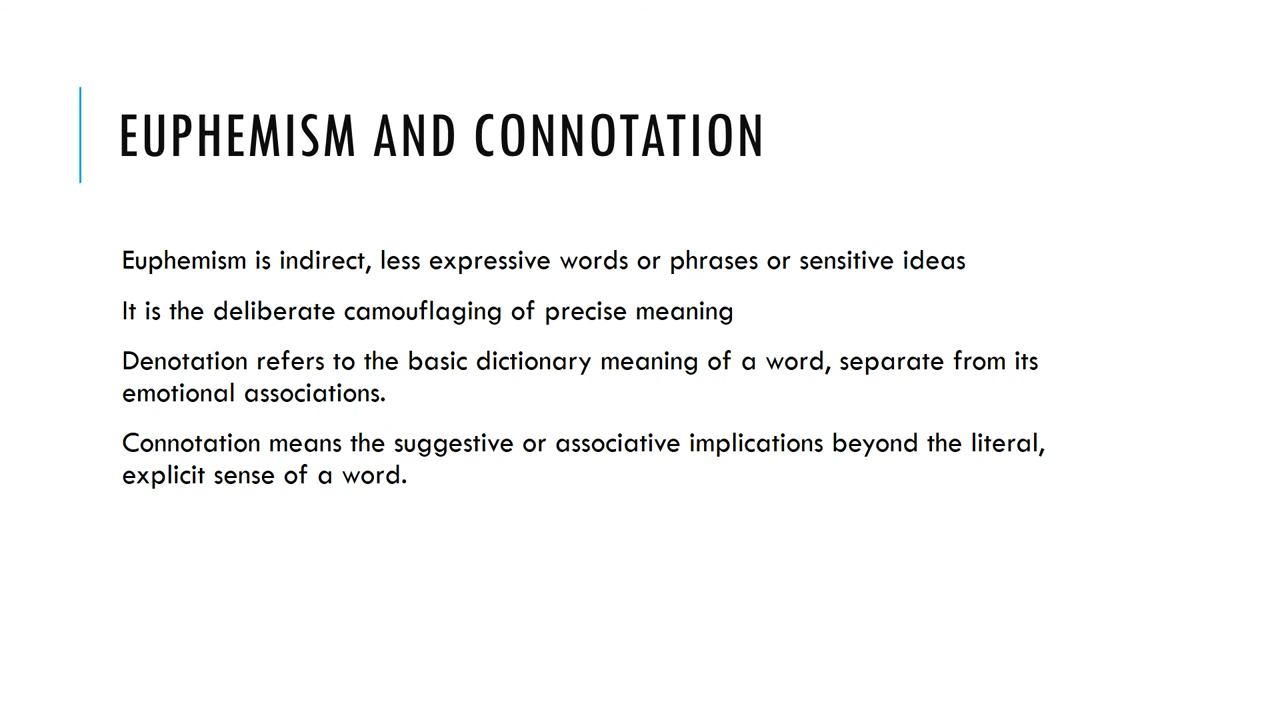 EUPHEMISM AND CONNOTATION
Euphemism is indirect, less expressive words or phrases or sensitive ideas
It is the deliberate camouflaging of precise meaning
Denotation refers to the basic dictionary meaning of a word, separate from its
emotional associations.
Connotation means the suggestive or associative implications beyond the literal,
explicit sense of a word.